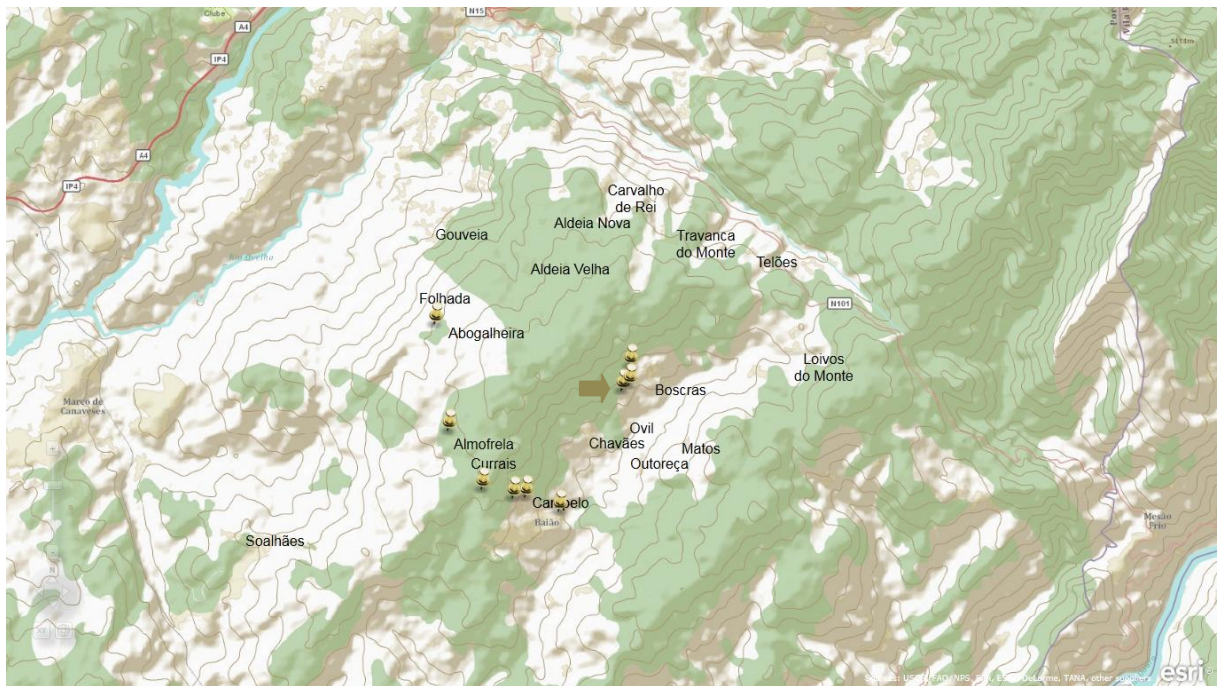 Clube
N15
A4
IP4
A4
IP4
Rio Ovelha
Carvalho
de Rei
Aldeia Nova
Gouveia
Travanca
do Monte
Aldeia Velha
Telões
Folhada
N101
Abogalheira
Loivos
do Monte
Boscras
Marco de
Canaveses
Ovil
Almofrela
Chavães
Matos
Currais
Outoreça
Campelo
Baião
Mesão
Frio
Soalhães
N
esri